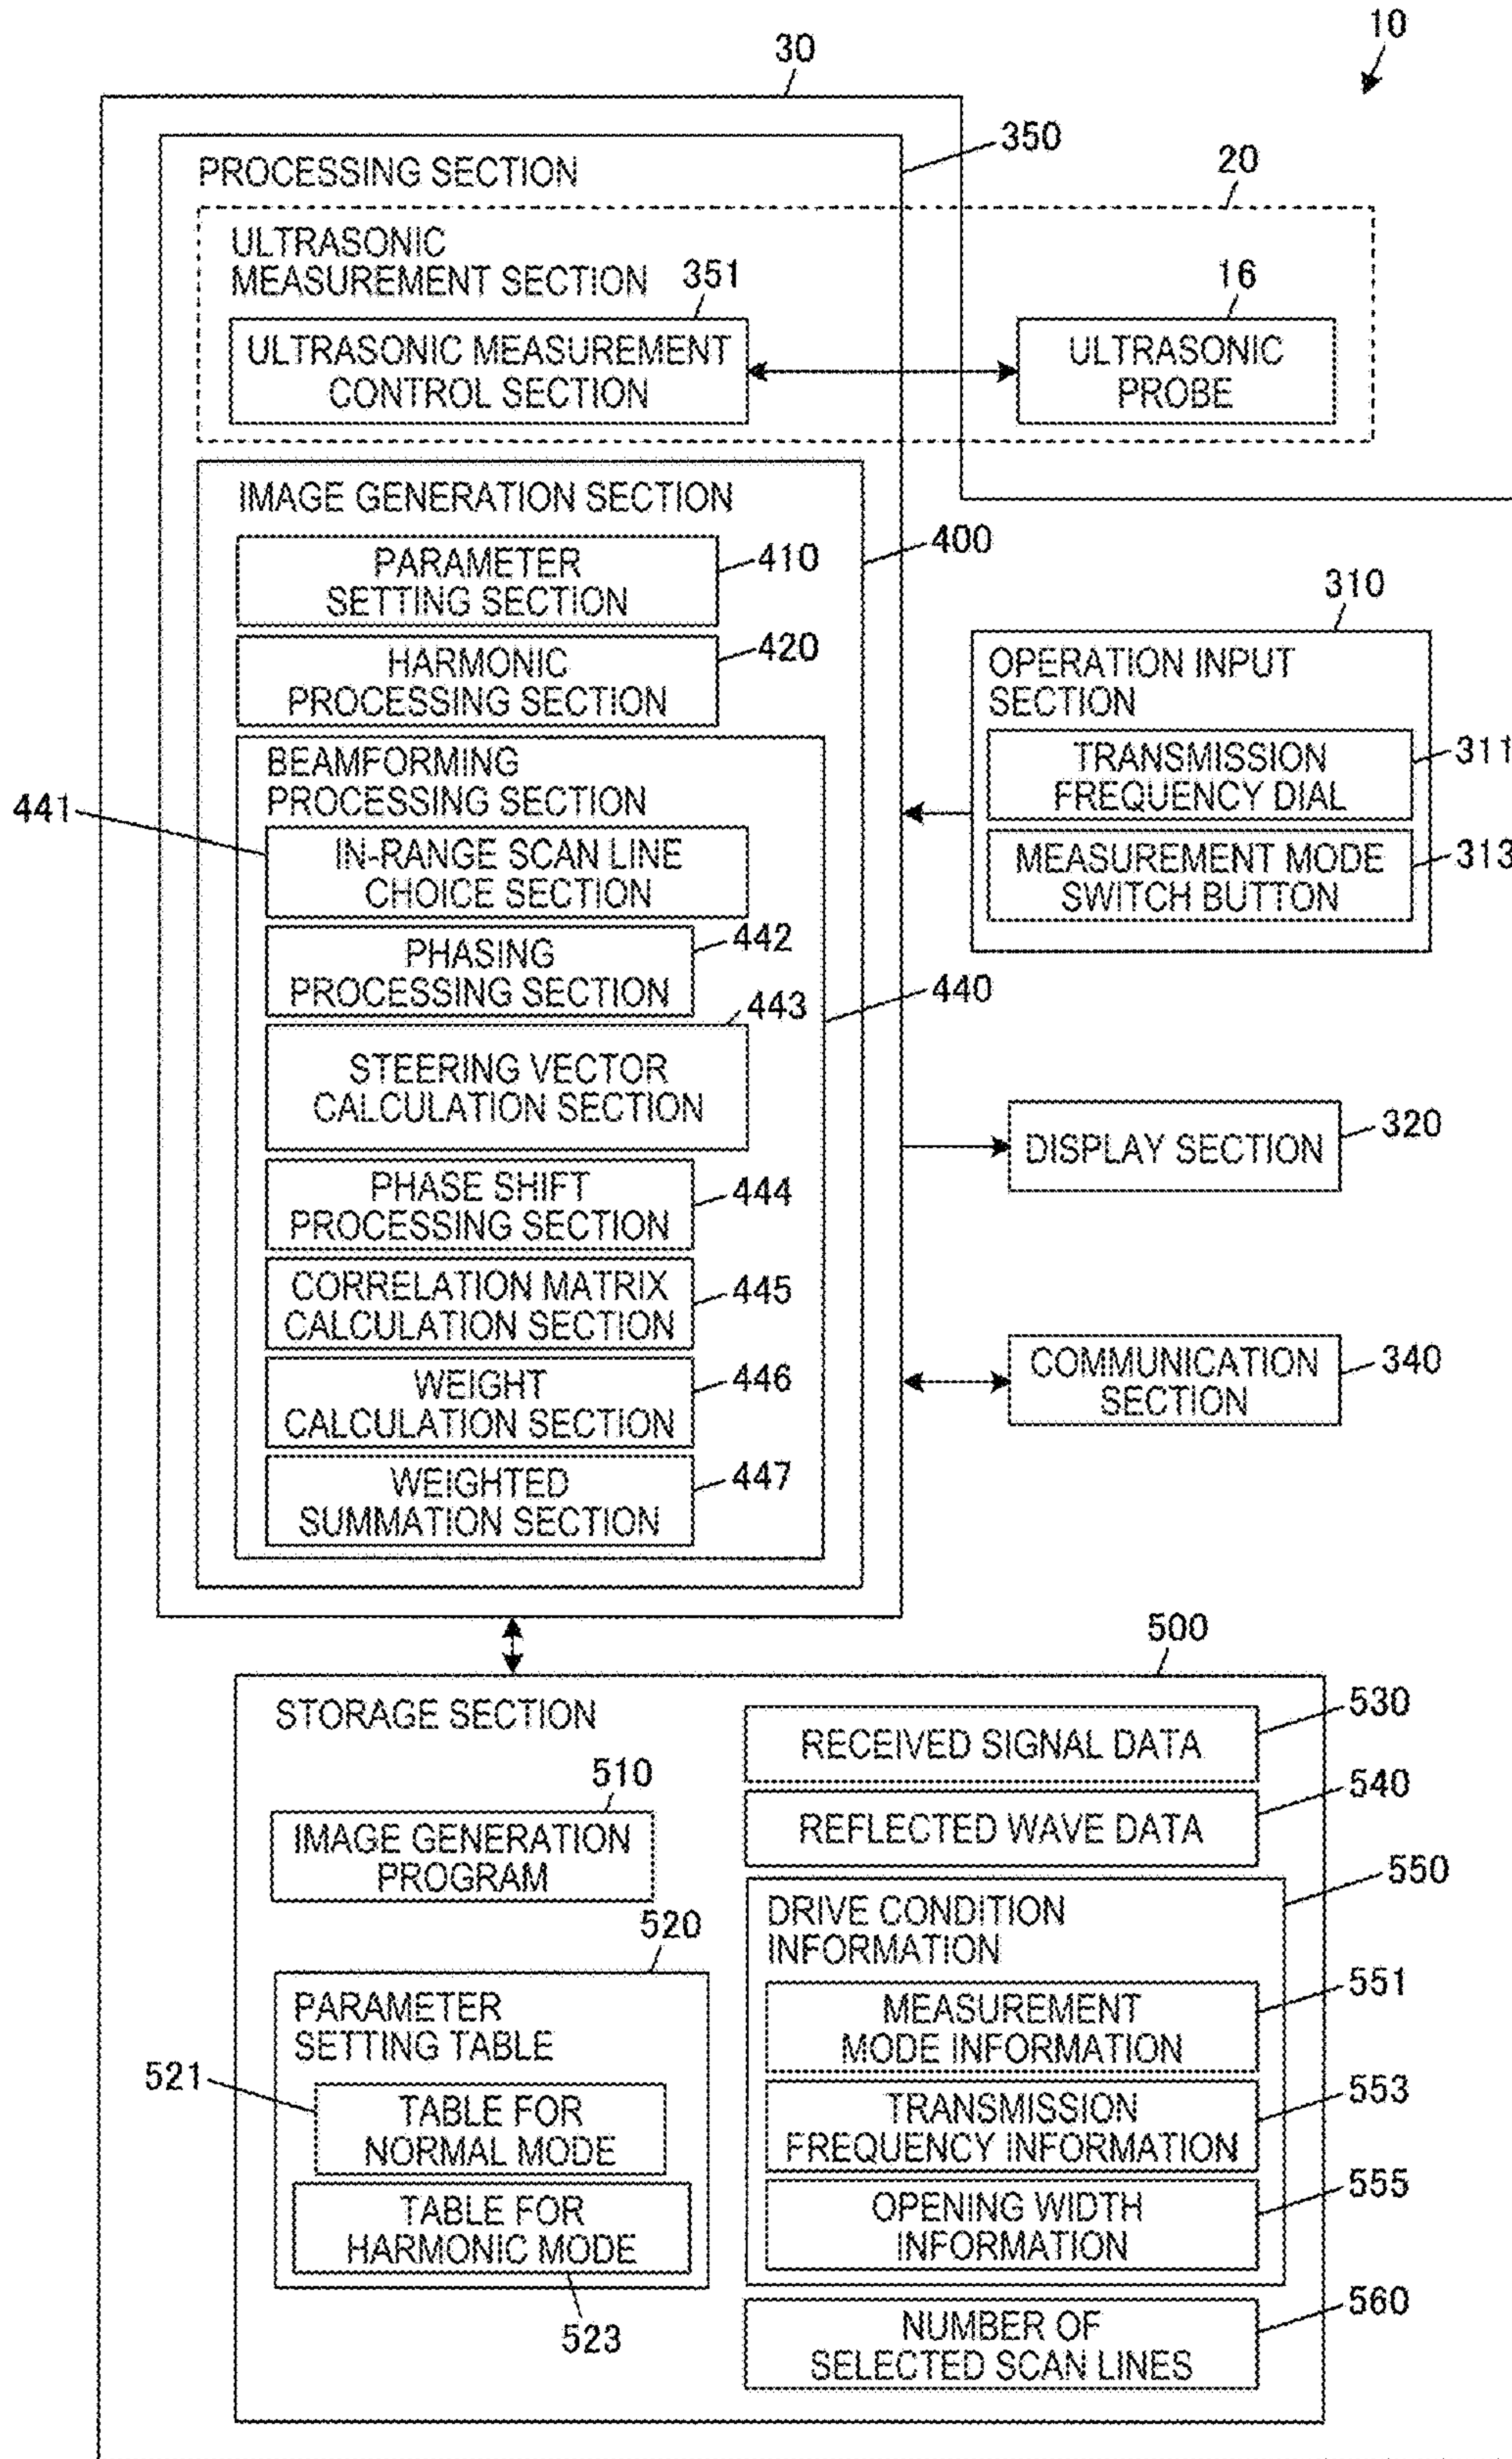 10
30
350
PROCESSING SECTION
20
ULTRASONIC
MEASUREMENT SECTION
351
16
ULTRASONIC MEASUREMENT
CONTROL SECTION
ULTRASONIC
PROBE
IMAGE GENERATION SECTION
400
PARAMETER
SETTING SECTION
410
HARMONIC
PROCESSING SECTION
420
310
OPERATION INPUT
SECTION
TRANSMISSION
FREQUENCY DIAL
311
MEASUREMENT MODE
SWITCH BUTTON
313
BEAMFORMING
PROCESSING SECTION
441
IN-RANGE SCAN LINE
CHOICE SECTION
PHASING
PROCESSING SECTION
442
440
443
STEERING VECTOR
CALCULATION SECTION
DISPLAY SECTION
320
PHASE SHIFT
PROCESSING SECTION
444
CORRELATION MATRIX
CALCULATION SECTION
445
COMMUNICATION
SECTION
340
WEIGHT
CALCULATION SECTION
446
WEIGHTED
SUMMATION SECTION
447
500
STORAGE SECTION
530
RECEIVED SIGNAL DATA
510
IMAGE GENERATION
PROGRAM
540
REFLECTED WAVE DATA
550
DRIVE CONDITION
INFORMATION
520
PARAMETER
SETTING TABLE
551
MEASUREMENT
MODE INFORMATION
521
TABLE FOR
NORMAL MODE
553
TRANSMISSION
FREQUENCY INFORMATION
TABLE FOR
HARMONIC MODE
523
555
OPENING WIDTH
INFORMATION
560
NUMBER OF
SELECTED SCAN LINES